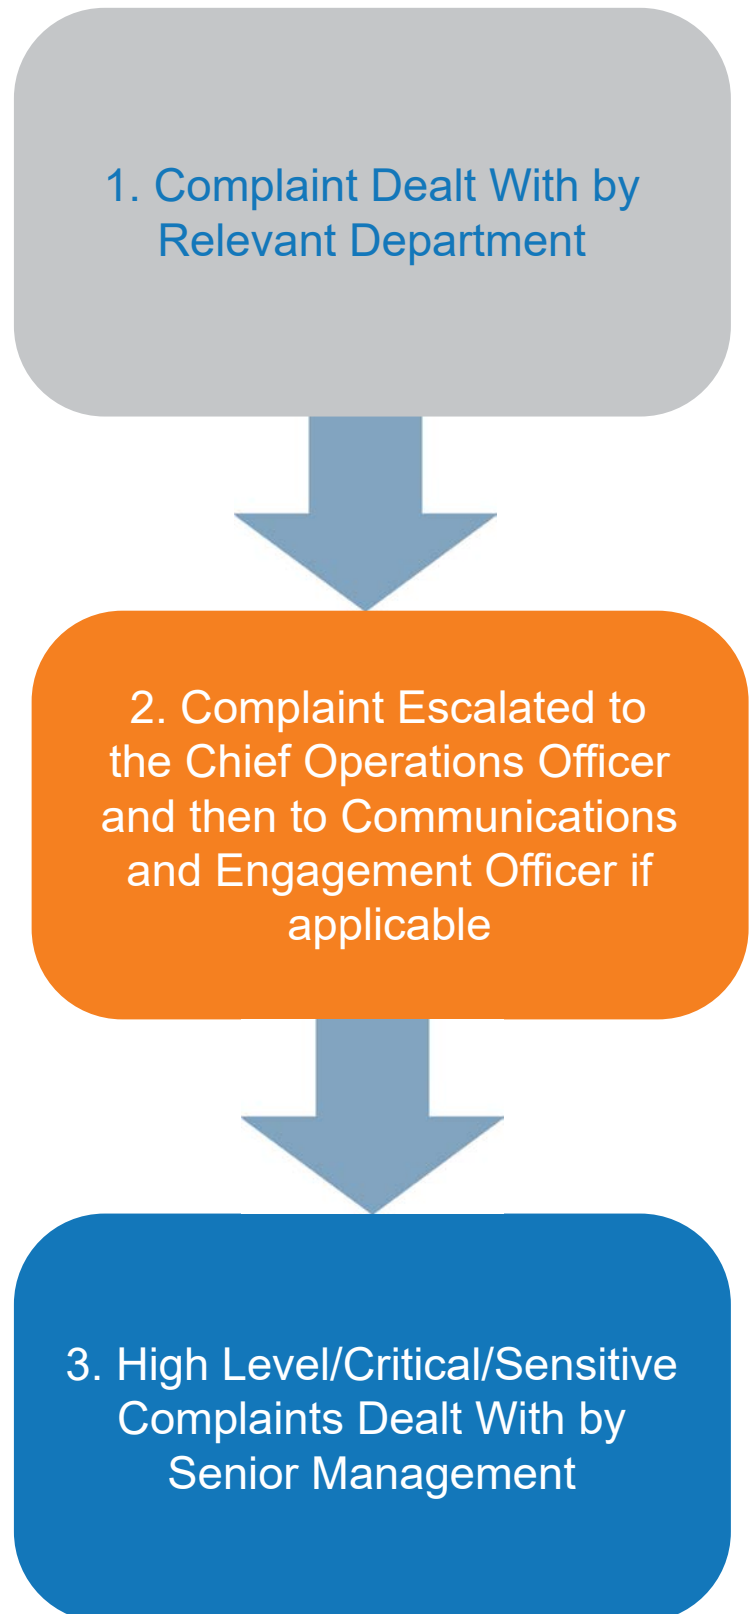 1. Complaint Dealt With by
Relevant Department
2. Complaint Escalated to
the Chief Operations Officer
and then to Communications
and Engagement Officer if
applicable
3. High Level/Critical/Sensitive
Complaints Dealt With by
Senior Management